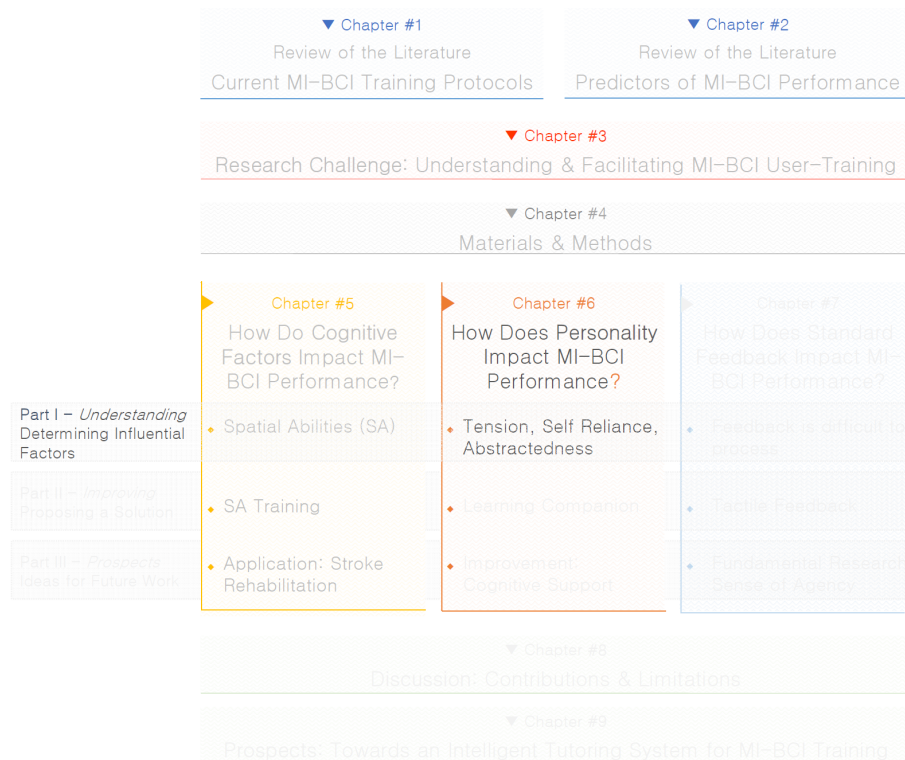 ▼ Chapter #1
Review of the Literature
Current MI-BCI Training Protocols
▼ Chapter #2
Review of the Literature
Predictors of MI-BCI Performance
▼ Chapter #3
Research Challenge: Understanding & Facilitating MI-BCI User-Training
▼ Chapter #4
Materials & Methods
Chapter #5
How Do Cognitive
Factors Impact MI-
BCI Performance?
Chapter #6
How Does Personality
Impact MI-BCI
Performance?
Chapter #7
How Does Standard
Feedback Impact MI-
BCI Performance?
Part I - Understanding
Determining Influential
Factors
Spatial Abilities (SA)
Tension, Self Reliance,
Abstractedness
Feedback is difficult to
process
Part II - Improving
Proposing a Solution
SA Training
Learning Companion
Tactile Feedback
Part III - Prospects
Ideas for Future Work
Application: Stroke
Rehabilitation
Improvement:
Cognitive Support
Fundamental Research
Sense of Agency
▼ Chapter #8
Discussion: Contributions & Limitations
▼ Chapter #9
Prospects: Towards an Intelligent Tutoring System for MI-BCI Training